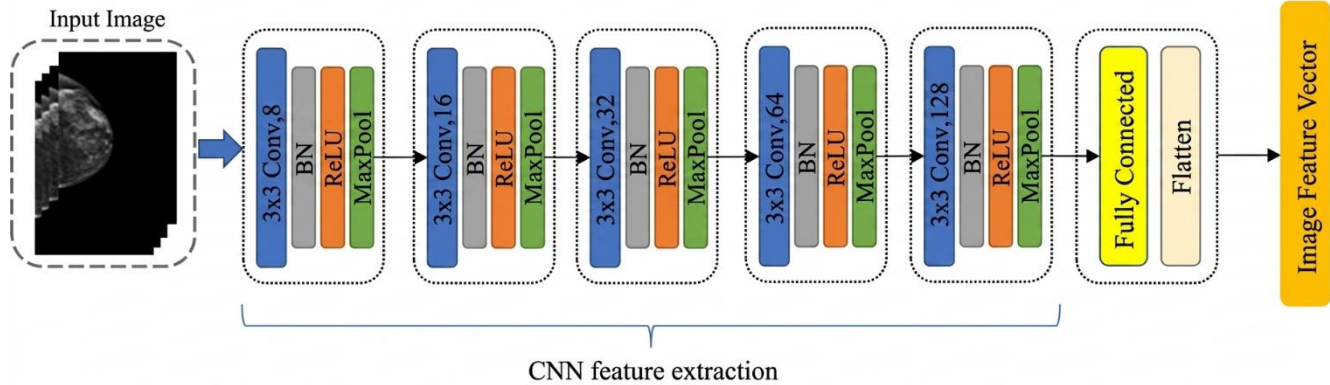 Input Image
3x3 Conv,8
BN
ReLU
MaxPool
3x3 Conv,16
BN
ReLU
MaxPool
3x3 Conv,32
BN
ReLU
MaxPool
3x3 Conv,64
BN
ReLU
MaxPool
3x3 Conv,128
BN
ReLU
MaxPool
Fully Connected
Flatten
Image Feature Vector
CNN feature extraction